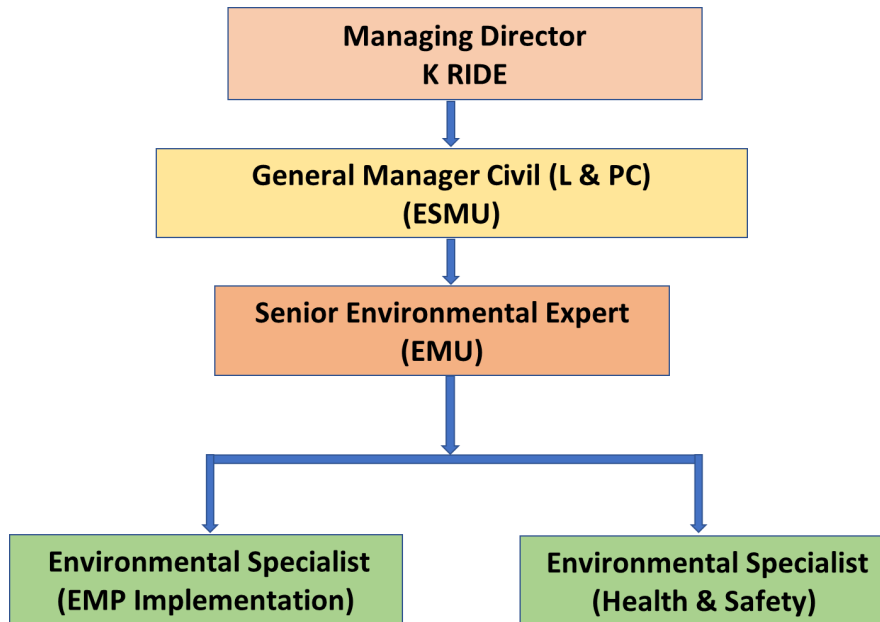 Managing Director
K RIDE
General Manager Civil (L & PC)
(ESMU)
Senior Environmental Expert
(EMU)
Environmental Specialist
(EMP Implementation)
Environmental Specialist
(Health & Safety)